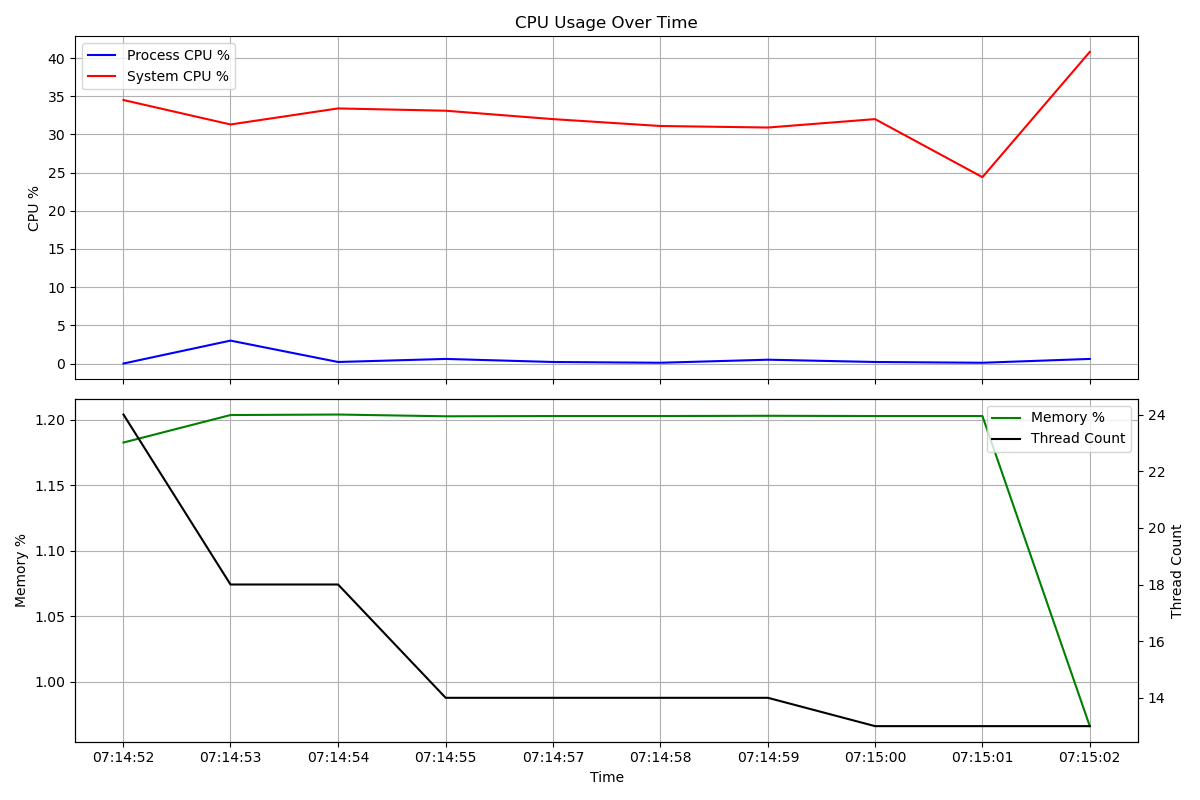 CPU Usage Over Time
Process CPU %
System CPU %
CPU %
40
35
30
25
20
15
10
5
0
Memory %
Thread Count
Memory %
1.20
1.15
1.10
1.05
1.00
24
22
20
18
16
14
Thread Count
07:14:52 07:14:53 07:14:54 07:14:55 07:14:57 07:14:58 07:14:59 07:15:00 07:15:01 07:15:02
Time